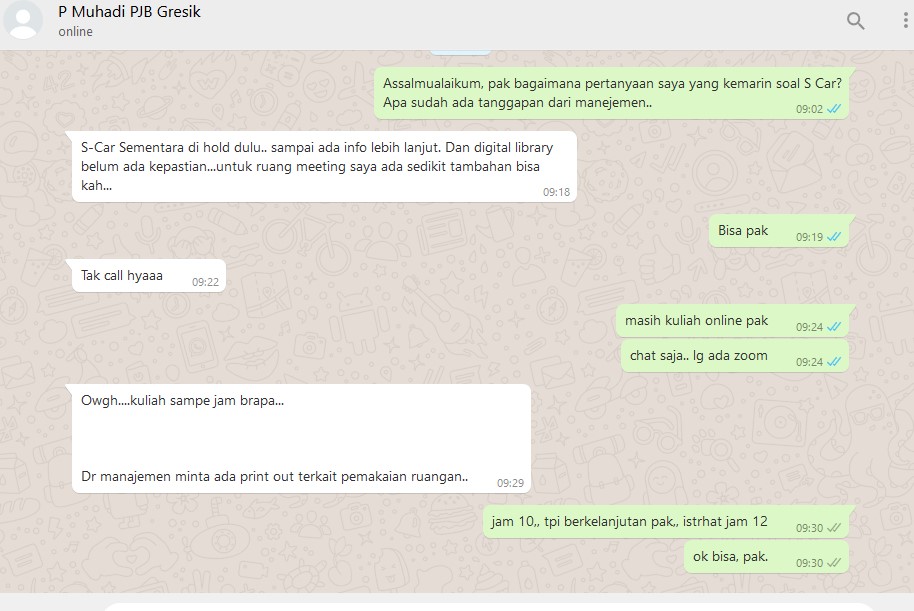 P Muhadi PJB Gresik
online
Assalmualaikum, pak bagaimana pertanyaan saya yang kemarin soal S Car?
Apa sudah ada tanggapan dari manejemen..
09:02
S-Car Sementara di hold dulu.. sampai ada info lebih lanjut. Dan digital library
belum ada kepastian...untuk ruang meeting saya ada sedikit tambahan bisa
kah...
09:18
Bisa pak
09:19
Tak call hyaaa
09:22
masih kuliah online pak
09:24
chat saja.. lg ada zoom
09:24
Owgh....kuliah sampe jam brapa...
Dr manajemen minta ada print out terkait pemakaian ruangan..
09:29
jam 10,, tpi berkelanjutan pak,, istrhat jam 12
09:30
ok bisa, pak.
09:30